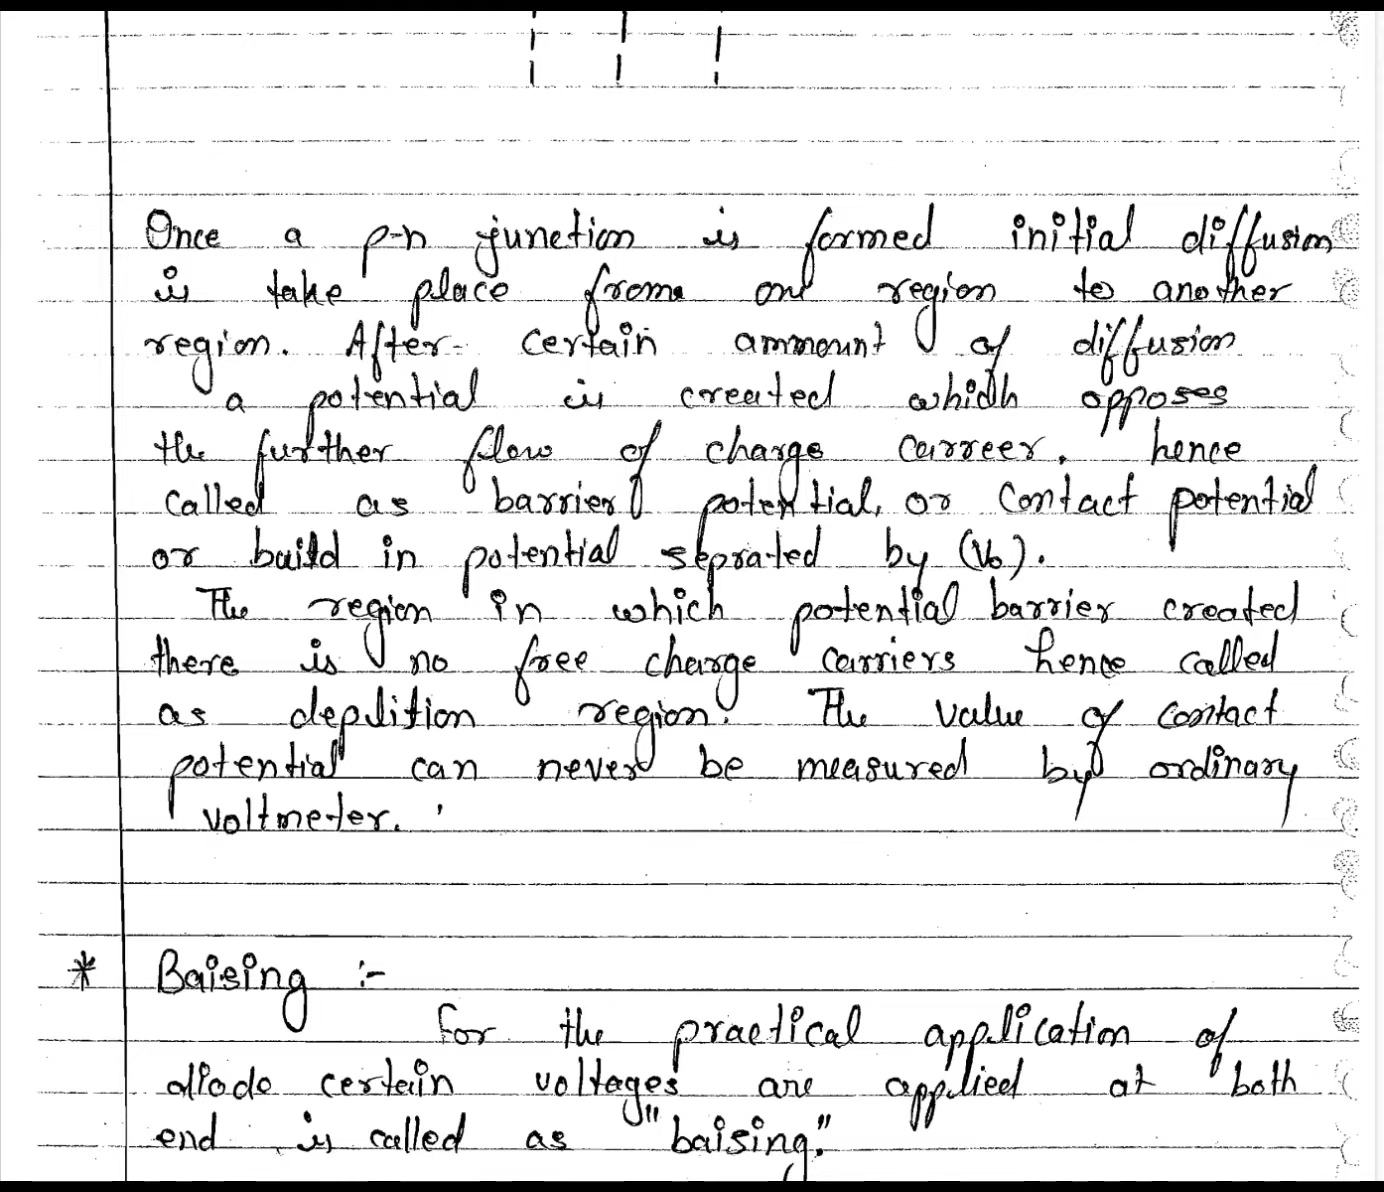 Once a p-n junction is formed initial diffusion
is take place from one region to another
region. After certain ammount of diffusion
a potential is created which opposes
the further flow of charge carreer, hence
called as barrier potential, or contact potential
or build in potential seprated by (V₀).
The region in which potential barrier created
there is no free charge carriers hence called
as deplition region. The value of contact
potential can never be measured by ordinary
voltmeter.
* Baising :-
For the practical application of
diode certain voltages are applied at both
end is called as "baising."